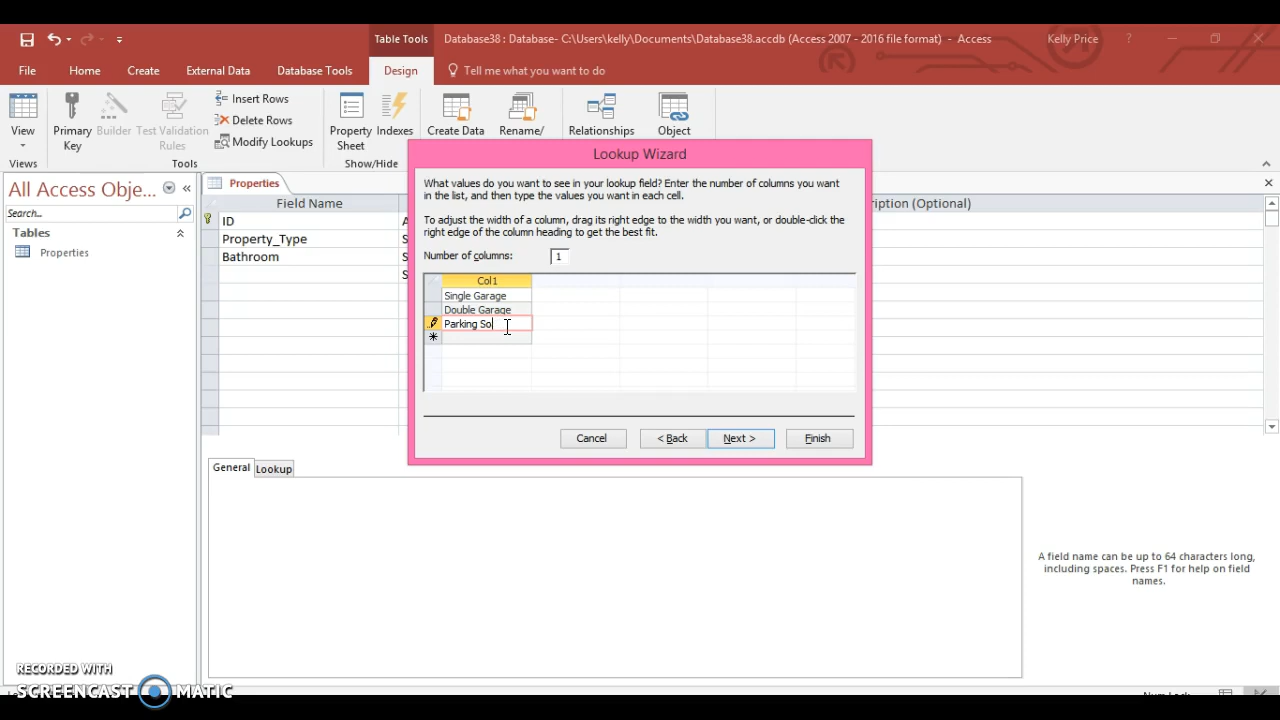 Table Tools
Database38 : Database- C:\Users\kelly\Documents\Database38.accdb (Access 2007 - 2016 file format) - Access
Kelly Price
?
File
Home
Create
External Data
Database Tools
Design
Tell me what you want to do
View
Primary Key
Builder
Test Validation Rules
Insert Rows
Delete Rows
Modify Lookups
Property Sheet
Indexes
Create Data
Rename/
Relationships
Object
Views
Tools
Show/Hide
All Access Obje...
Search...
Tables
Properties
Properties
Field Name
ription (Optional)
ID
Property_Type
Bathroom
A
S
S
S
Lookup Wizard
What values do you want to see in your lookup field? Enter the number of columns you want
in the list, and then type the values you want in each cell.
To adjust the width of a column, drag its right edge to the width you want, or double-click the
right edge of the column heading to get the best fit.
Number of columns:
1
Col1
Single Garage
Double Garage
Parking So
Cancel
< Back
Next >
Finish
General
Lookup
A field name can be up to 64 characters long,
including spaces. Press F1 for help on field
names.
RECORDED WITH
SCREENCAST MATIC
Num Lock